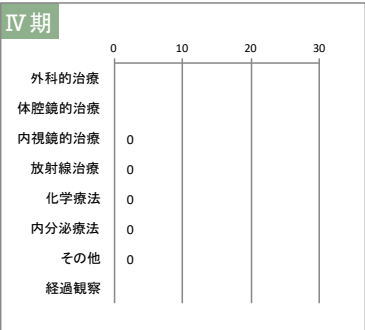 Ⅳ期
0 10 20 30
外科的治療
体腔鏡的治療
内視鏡的治療 0
放射線治療 0
化学療法 0
内分泌療法 0
その他 0
経過観察